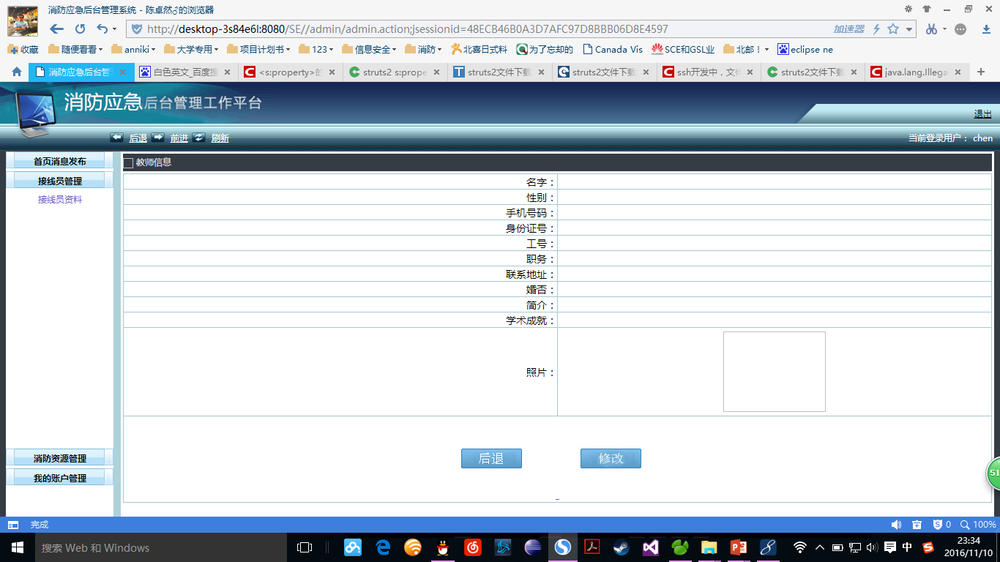 消防应急后台管理系统 - 陈卓然♂的浏览器
http://desktop-3s84e6l:8080/SE//admin/admin.action;jsessionid=48ECB46B0A3D7AFC97D8BBB06D8E4597 加速器
收藏 随便看看 anniki 大学专用 项目计划书 123 信息安全 消防 北喜日式料 为了忘却的 Canada Vis SCE和GSL业 北邮！ eclipse ne
消防应急后台管 白色英文_百度搜 <s:property>的 struts2 s:prope struts2文件下载 struts2文件下载 ssh开发中，文件 struts2文件下载 java.lang.Illega
消防应急后台管理工作平台
退出
后退 前进 刷新 当前登录用户： chen
首页消息发布
接线员管理
接线员资料
消防资源管理
我的账户管理
教师信息
名字：
性别：
手机号码：
身份证号：
工号：
职务：
联系地址：
婚否：
简介：
学术成就：
照片：
后退 修改
51
完成 0 100%
搜索 Web 和 Windows 中 23:34
2016/11/10